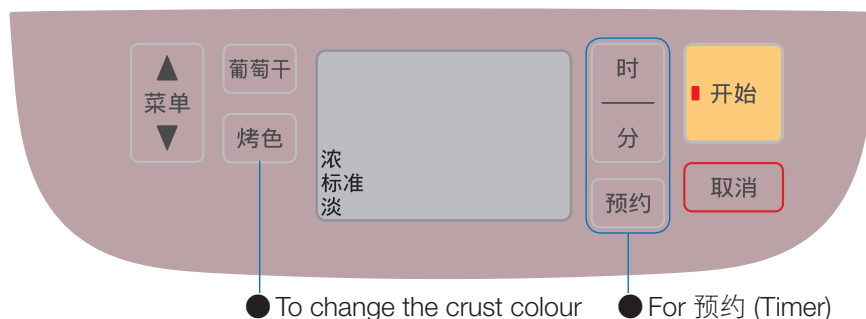 ▲
菜单
▼
葡萄干
烤色
浓
标准
淡
时
分
预约
开始
取消
● To change the crust colour
● For 预约 (Timer)